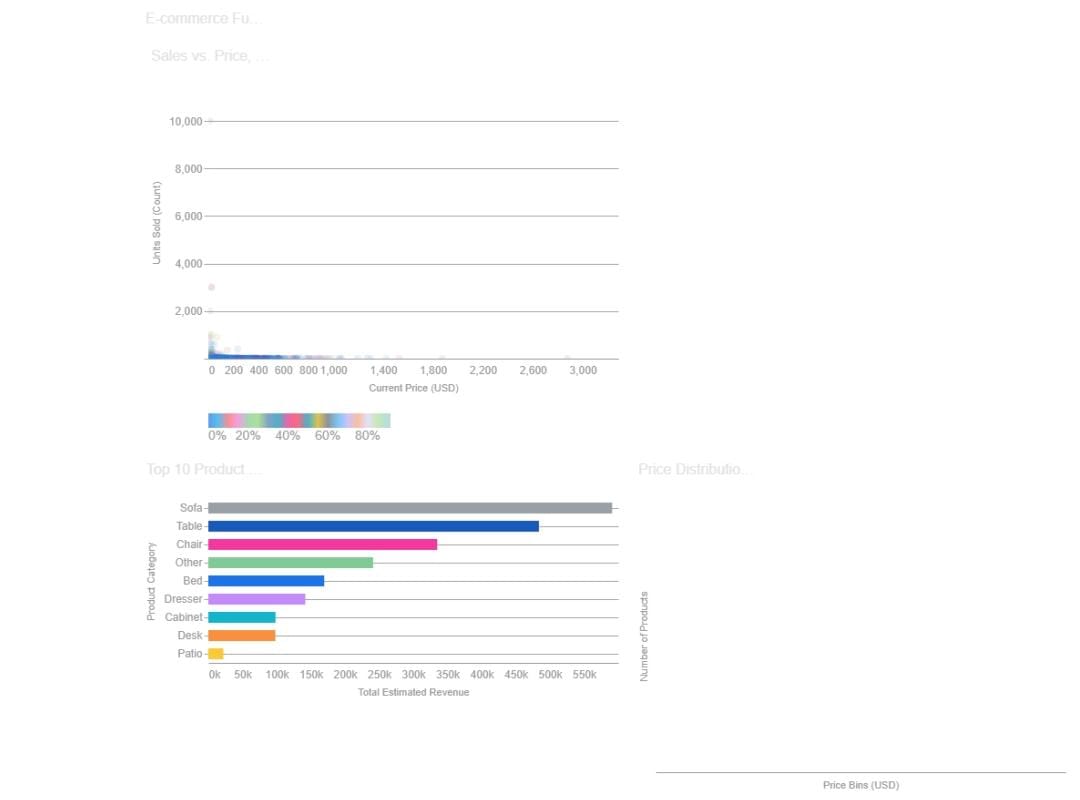 E-commerce Fu...
Sales vs. Price, ...
Units Sold (Count)
10,000
8,000
6,000
4,000
2,000
0 200 400 600 800 1,000 1,400 1,800 2,200 2,600 3,000
Current Price (USD)
0% 20% 40% 60% 80%
Top 10 Product ...
Product Category
Sofa
Table
Chair
Other
Bed
Dresser
Cabinet
Desk
Patio
0k 50k 100k 150k 200k 250k 300k 350k 400k 450k 500k 550k
Total Estimated Revenue
Price Distributio...
Number of Products
Price Bins (USD)